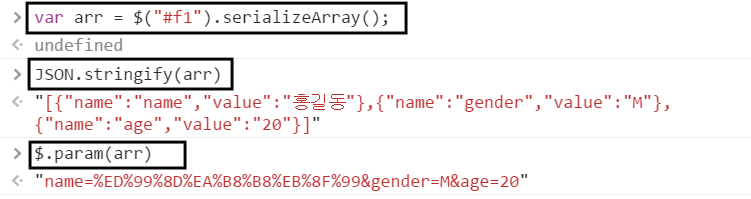 > var arr = $("#f1").serializeArray();
< undefined
> JSON.stringify(arr)
< "[{"name":"name","value":"홍길동"},{"name":"gender","value":"M"},
{"name":"age","value":"20"}]"
> $.param(arr)
< "name=%ED%99%8D%EA%B8%B8%EB%8F%99&gender=M&age=20"